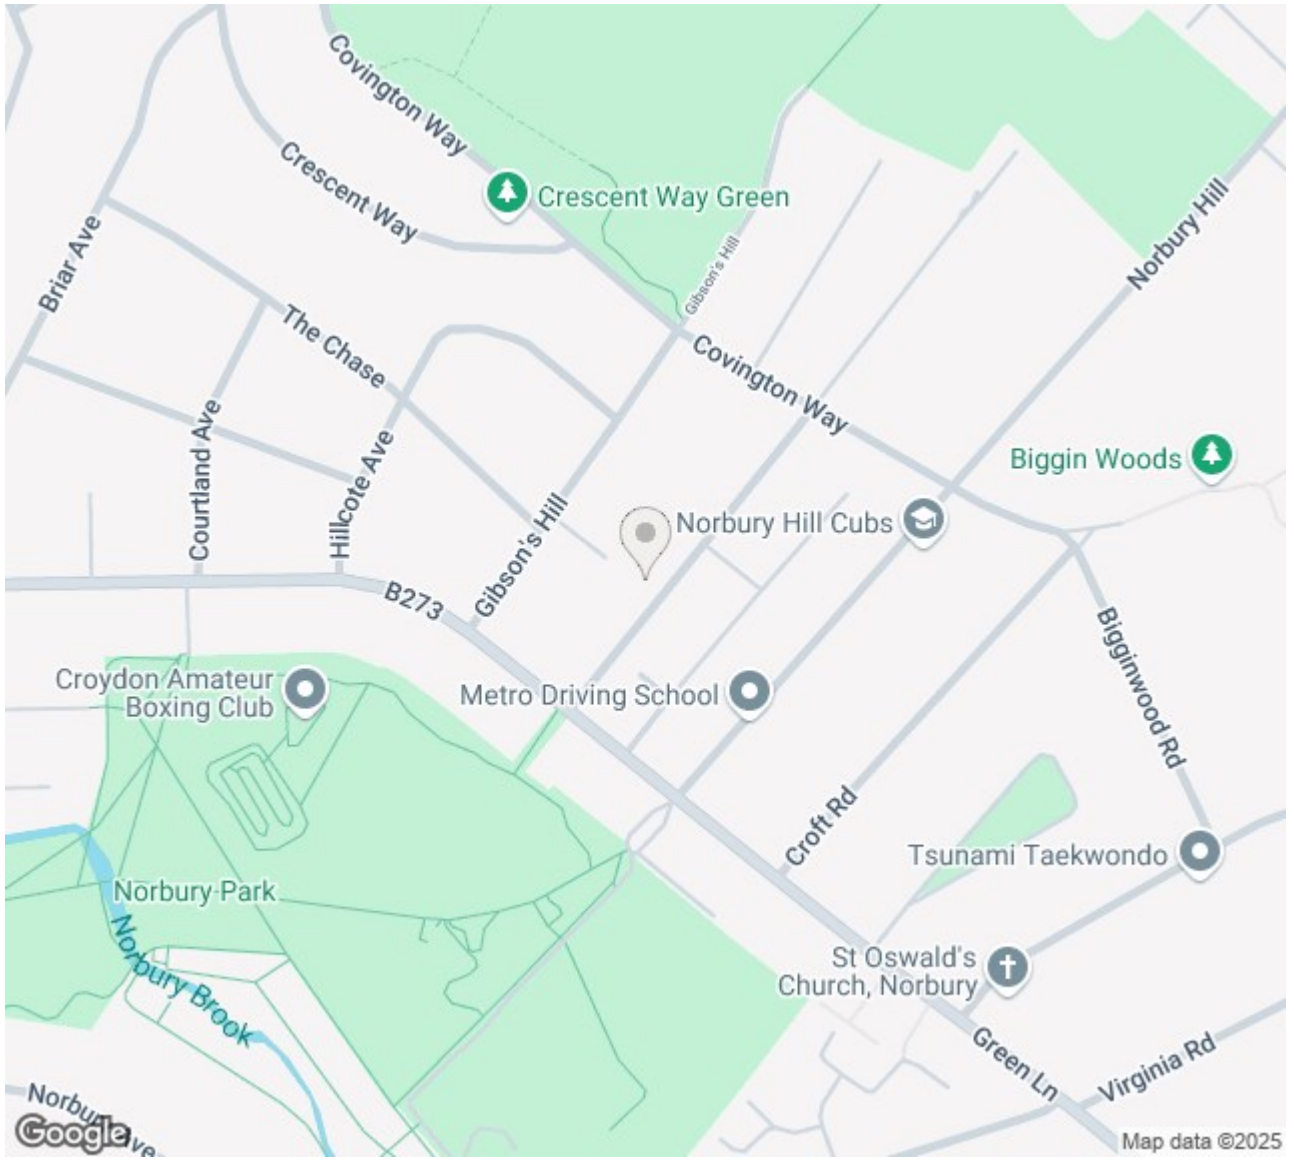 Covington Way
Crescent Way
Crescent Way Green
Briar Ave
Gibson's Hill
Norbury Hill
The Chase
Covington Way
Courtland Ave
Hillcote Ave
Biggin Woods
Gibson's Hill
Norbury Hill Cubs
B273
Croydon Amateur
Boxing Club
Metro Driving School
Bigginwood Rd
Croft Rd
Tsunami Taekwondo
Norbury Park
Norbury Brook
St Oswald's
Church, Norbury
Green Ln
Virginia Rd
Norbury Ave
Google
Map data ©2025